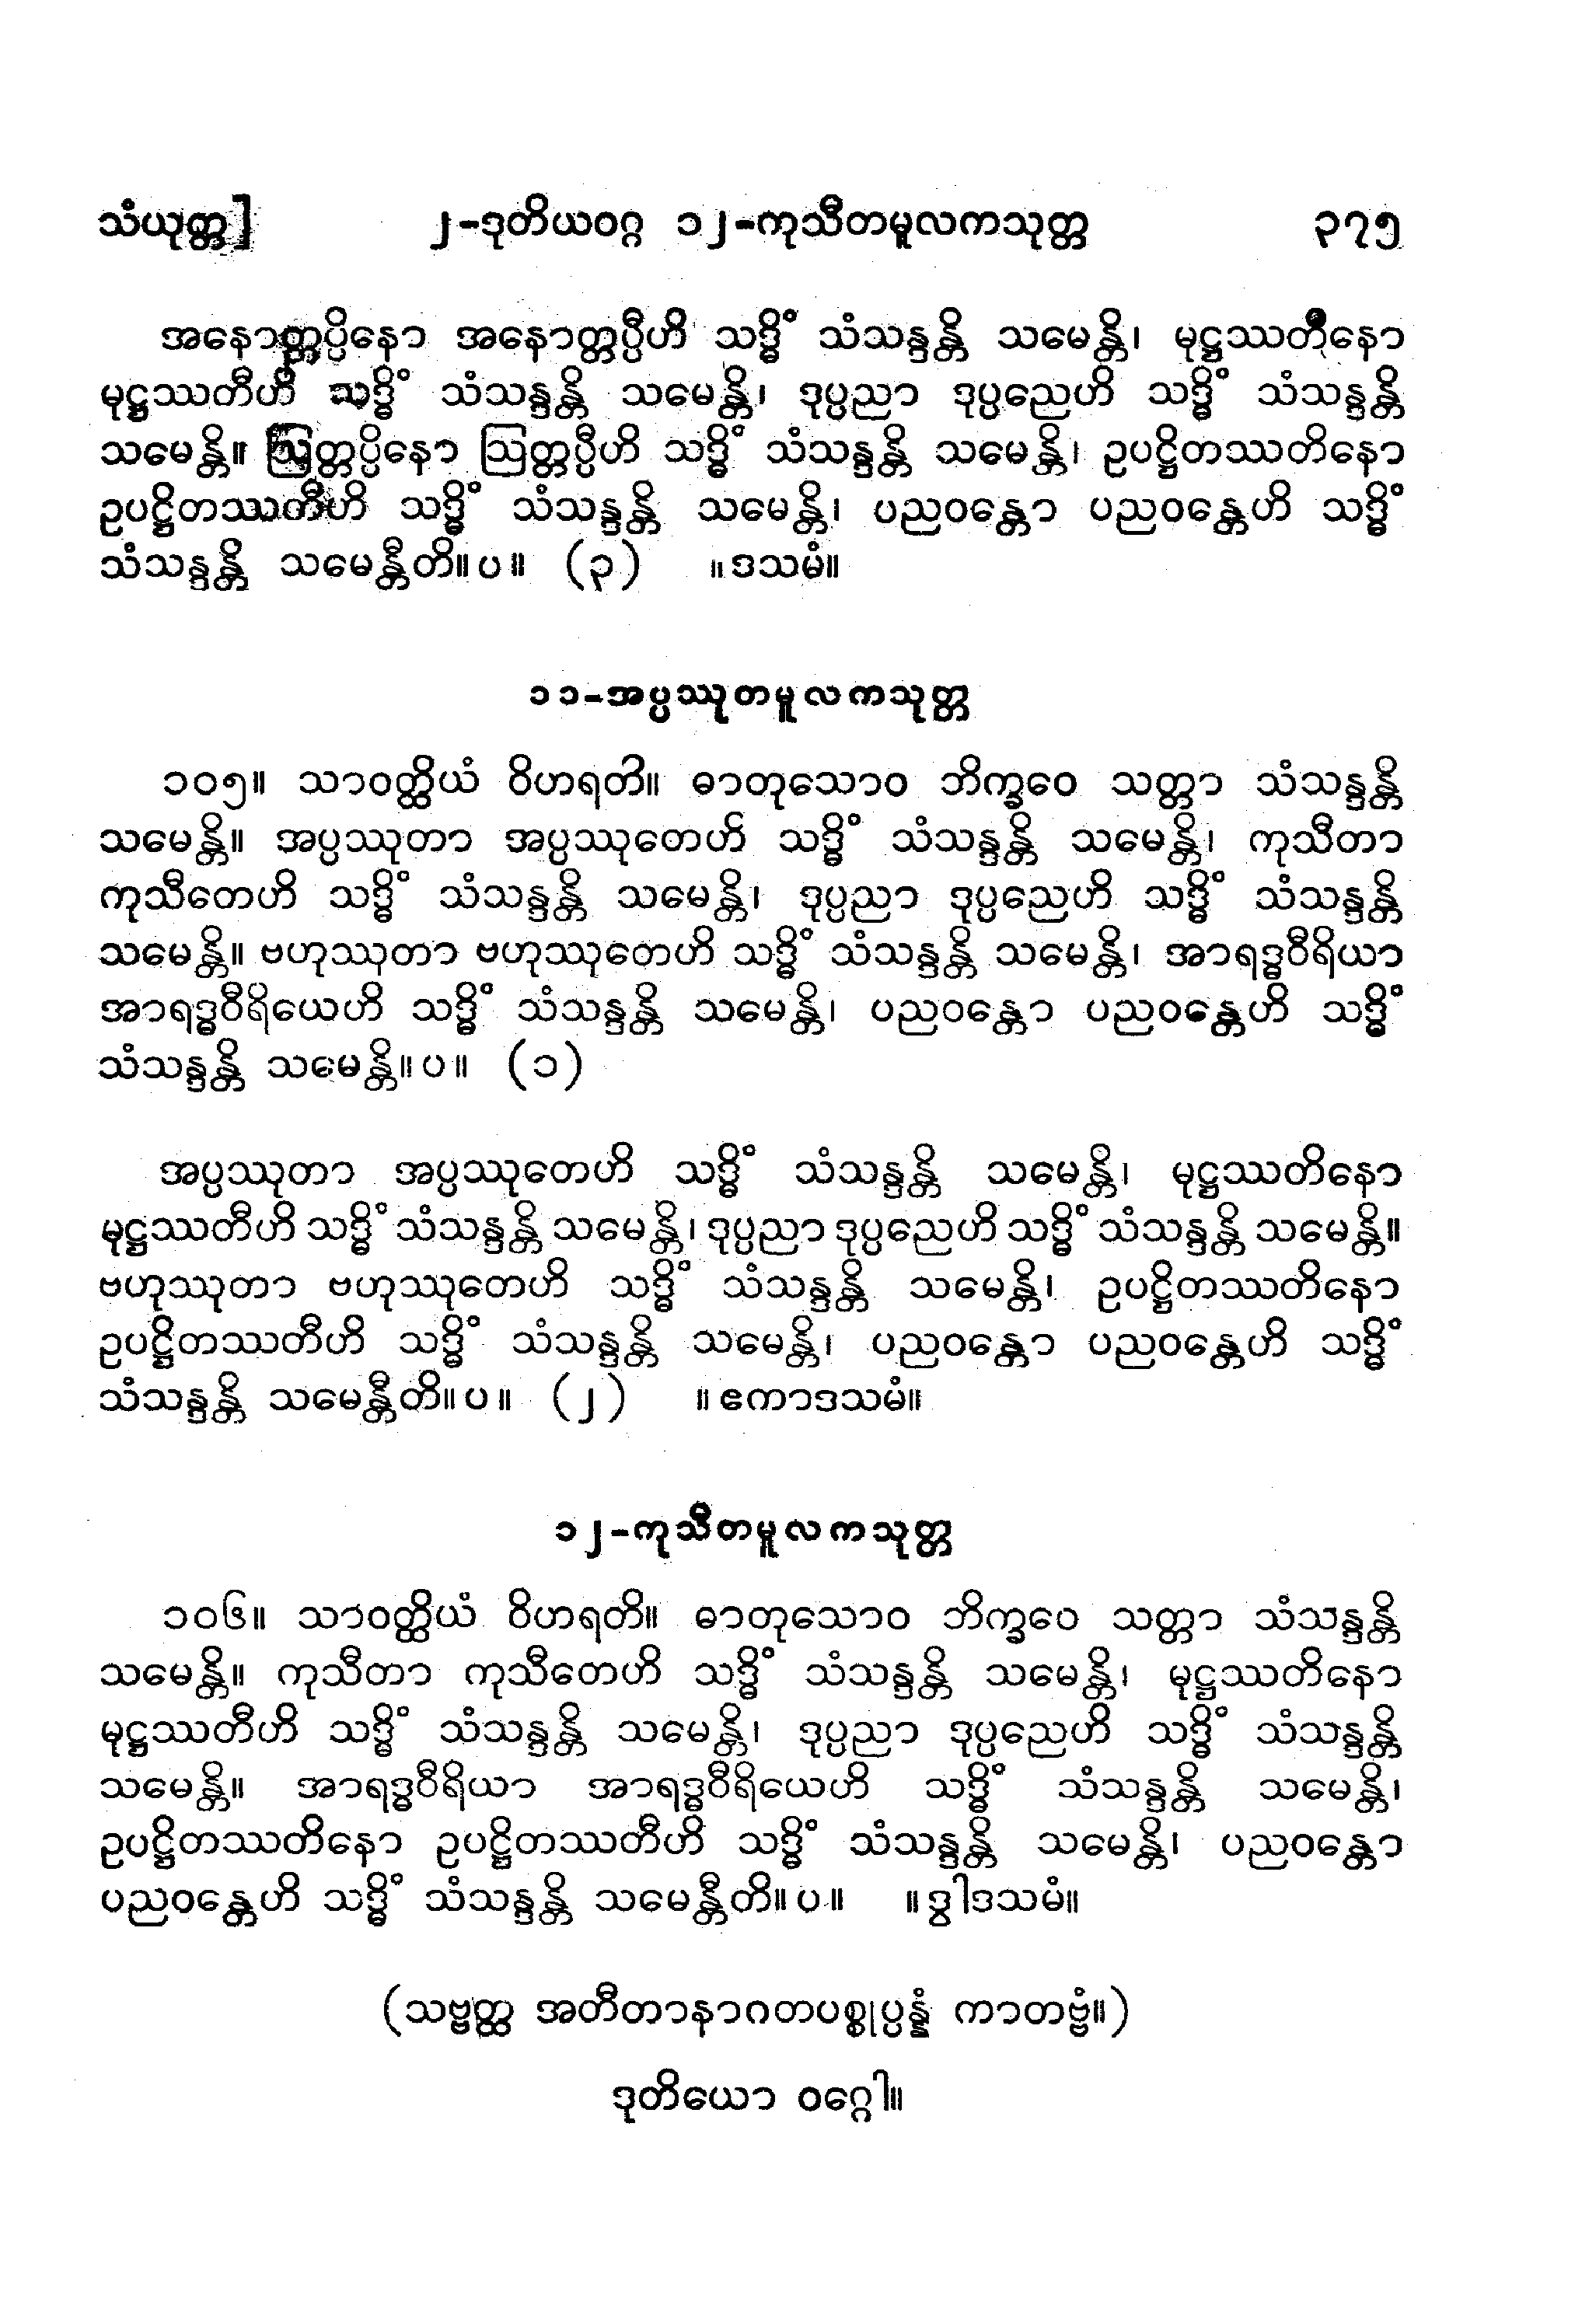 သံယုတ္တ] ၂-ဒုတိယဝဂ္ဂ ၁၂-ကုသီတမူလကသုတ္တ ၃၇၅
အနောတ္တပ္ပိနော အနောတ္တပ္ပီဟိ သဒ္ဓိံ သံသန္ဒန္တိ သမေန္တိ၊ မုဋ္ဌဿတိနော
မုဋ္ဌဿတီဟိ သဒ္ဓိံ သံသန္ဒန္တိ သမေန္တိ၊ ဒုပ္ပညာ ဒုပ္ပညေဟိ သဒ္ဓိံ သံသန္ဒန္တိ
သမေန္တိ။ ဩတ္တပ္ပိနော ဩတ္တပ္ပီဟိ သဒ္ဓိံ သံသန္ဒန္တိ သမေန္တိ၊ ဥပဋ္ဌိတဿတိနော
ဥပဋ္ဌိတဿတီဟိ သဒ္ဓိံ သံသန္ဒန္တိ သမေန္တိ၊ ပညဝန္တော ပညဝန္တေဟိ သဒ္ဓိံ
သံသန္ဒန္တိ သမေန္တီတိ။ ပ။ (၃) ။ ဒသမံ။
၁၁-အပ္ပဿုတမူလကသုတ္တ
၁၀၅။ သာဝတ္ထိယံ ဝိဟရတိ။ ဓာတုသောဝ ဘိက္ခဝေ သတ္တာ သံသန္ဒန္တိ
သမေန္တိ။ အပ္ပဿုတာ အပ္ပဿုတေဟိ သဒ္ဓိံ သံသန္ဒန္တိ သမေန္တိ၊ ကုသီတာ
ကုသီတေဟိ သဒ္ဓိံ သံသန္ဒန္တိ သမေန္တိ၊ ဒုပ္ပညာ ဒုပ္ပညေဟိ သဒ္ဓိံ သံသန္ဒန္တိ
သမေန္တိ။ ဗဟုဿုတာ ဗဟုဿုတေဟိ သဒ္ဓိံ သံသန္ဒန္တိ သမေန္တိ၊ အာရဒ္ဓဝီရိယာ
အာရဒ္ဓဝီရိယေဟိ သဒ္ဓိံ သံသန္ဒန္တိ သမေန္တိ၊ ပညဝန္တော ပညဝန္တေဟိ သဒ္ဓိံ
သံသန္ဒန္တိ သမေန္တိ။ ပ။ (၁)
အပ္ပဿုတာ အပ္ပဿုတေဟိ သဒ္ဓိံ သံသန္ဒန္တိ သမေန္တိ၊ မုဋ္ဌဿတိနော
မုဋ္ဌဿတီဟိ သဒ္ဓိံ သံသန္ဒန္တိ သမေန္တိ၊ ဒုပ္ပညာ ဒုပ္ပညေဟိ သဒ္ဓိံ သံသန္ဒန္တိ သမေန္တိ။
ဗဟုဿုတာ ဗဟုဿုတေဟိ သဒ္ဓိံ သံသန္ဒန္တိ သမေန္တိ၊ ဥပဋ္ဌိတဿတိနော
ဥပဋ္ဌိတဿတီဟိ သဒ္ဓိံ သံသန္ဒန္တိ သမေန္တိ၊ ပညဝန္တော ပညဝန္တေဟိ သဒ္ဓိံ
သံသန္ဒန္တိ သမေန္တီတိ။ ပ။ (၂) ။ ဧကာဒသမံ။
၁၂-ကုသီတမူလကသုတ္တ
၁၀၆။ သာဝတ္ထိယံ ဝိဟရတိ။ ဓာတုသောဝ ဘိက္ခဝေ သတ္တာ သံသန္ဒန္တိ
သမေန္တိ။ ကုသီတာ ကုသီတေဟိ သဒ္ဓိံ သံသန္ဒန္တိ သမေန္တိ၊ မုဋ္ဌဿတိနော
မုဋ္ဌဿတီဟိ သဒ္ဓိံ သံသန္ဒန္တိ သမေန္တိ၊ ဒုပ္ပညာ ဒုပ္ပညေဟိ သဒ္ဓိံ သံသန္ဒန္တိ
သမေန္တိ။ အာရဒ္ဓဝီရိယာ အာရဒ္ဓဝီရိယေဟိ သဒ္ဓိံ သံသန္ဒန္တိ သမေန္တိ၊
ဥပဋ္ဌိတဿတိနော ဥပဋ္ဌိတဿတီဟိ သဒ္ဓိံ သံသန္ဒန္တိ သမေန္တိ၊ ပညဝန္တော
ပညဝန္တေဟိ သဒ္ဓိံ သံသန္ဒန္တိ သမေန္တီတိ။ ပ။ ။ ဒွါဒသမံ။
(သဗ္ဗတ္ထ အတီတာနာဂတပစ္စုပ္ပန္နံ ကာတဗ္ဗံ။)
ဒုတိယော ဝဂ္ဂေါ။